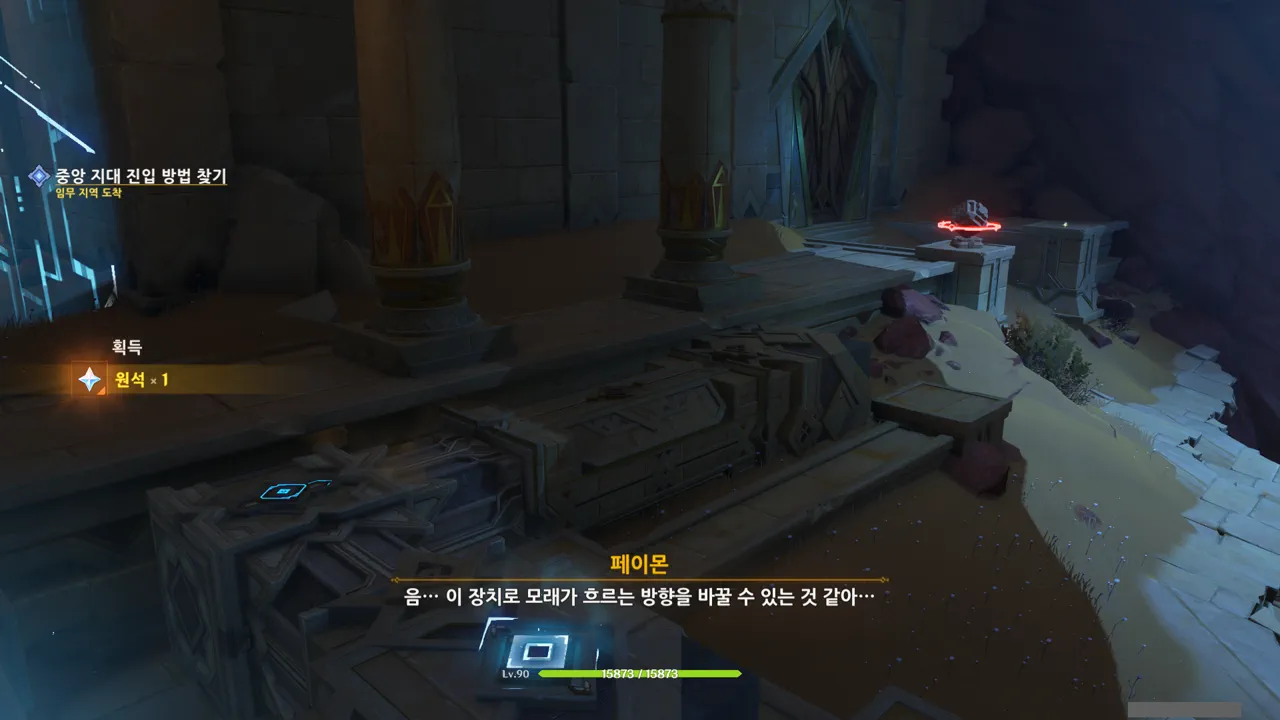 중앙 지대 진입 방법 찾기
임무 지역 도착
획득
원석 × 1
페이몬
음… 이 장치로 모래가 흐르는 방향을 바꿀 수 있는 것 같아…
Lv.90
15873 / 15873